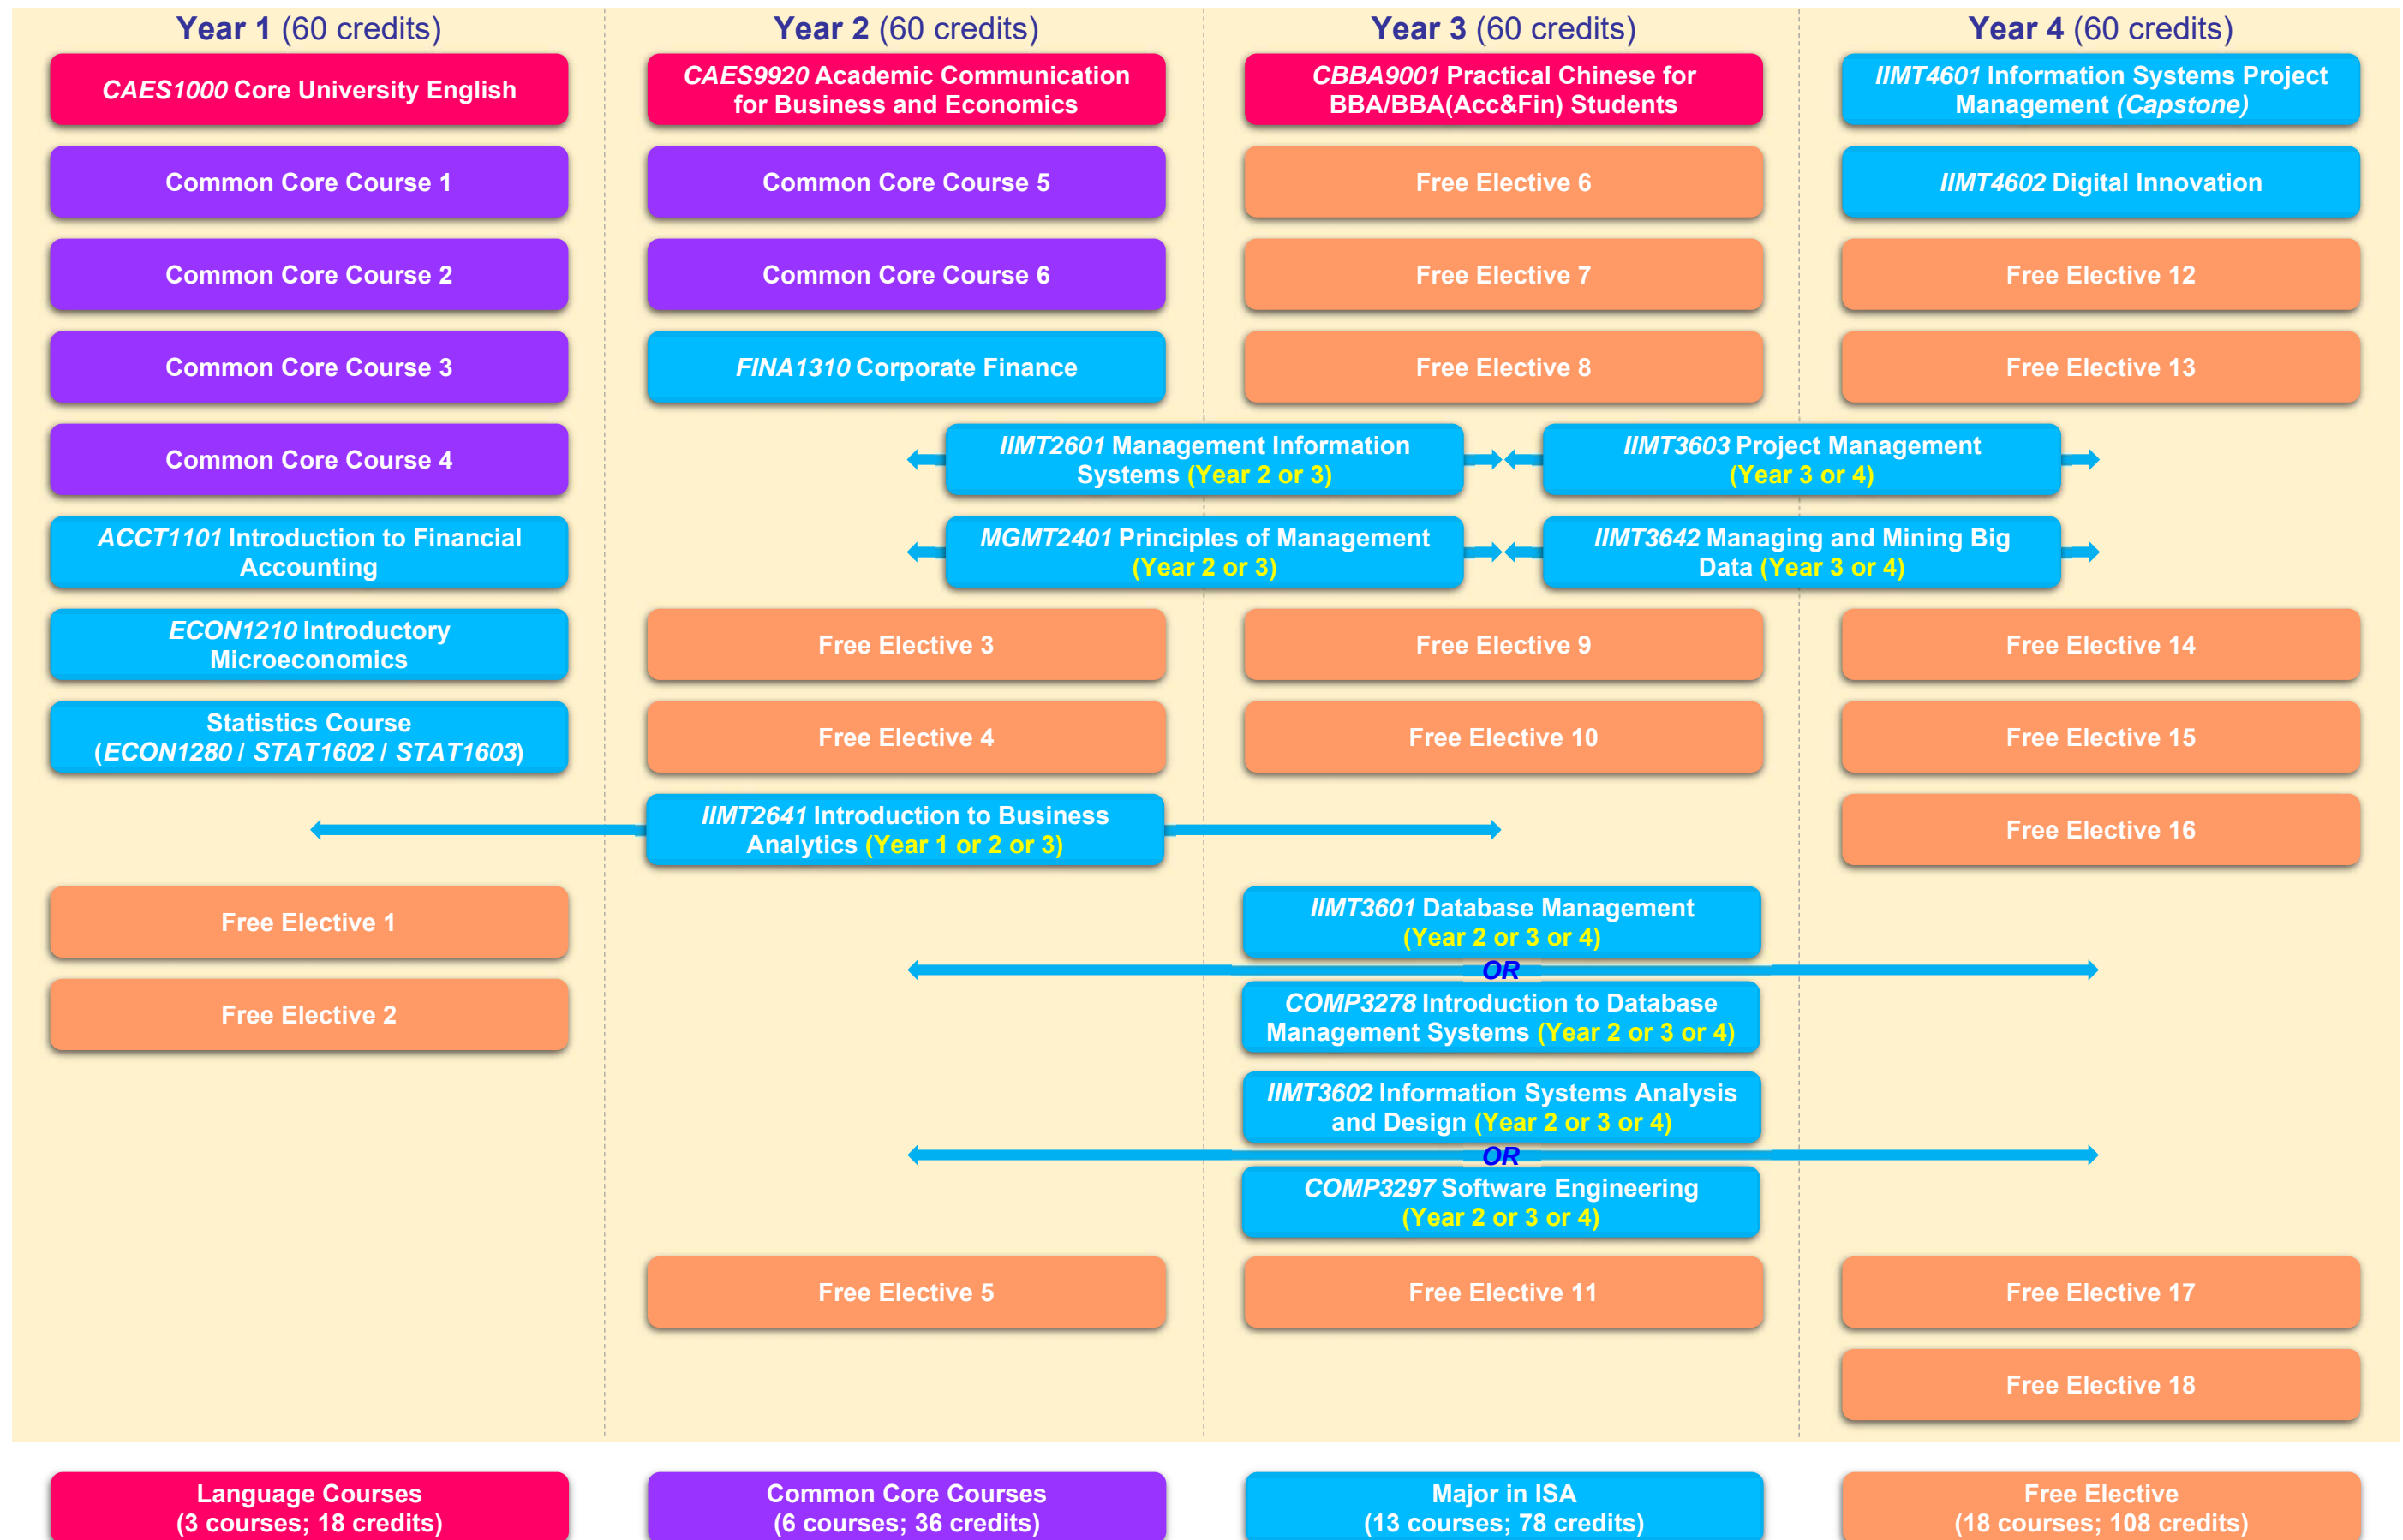 Year 1 (60 credits)
CAES1000 Core University English
Common Core Course 1
Common Core Course 2
Common Core Course 3
Common Core Course 4
ACCT1101 Introduction to Financial
Accounting
ECON1210 Introductory
Microeconomics
Statistics Course
(ECON1280 / STAT1602 / STAT1603)
Free Elective 1
Free Elective 2
Year 2 (60 credits)
CAES9920 Academic Communication
for Business and Economics
Common Core Course 5
Common Core Course 6
FINA1310 Corporate Finance
IIMT2601 Management Information
Systems (Year 2 or 3)
MGMT2401 Principles of Management
(Year 2 or 3)
Free Elective 3
Free Elective 4
IIMT2641 Introduction to Business
Analytics (Year 1 or 2 or 3)
Free Elective 5
Year 3 (60 credits)
CBBA9001 Practical Chinese for
BBA/BBA(Acc&Fin) Students
Free Elective 6
Free Elective 7
Free Elective 8
IIMT3603 Project Management
(Year 3 or 4)
IIMT3642 Managing and Mining Big
Data (Year 3 or 4)
Free Elective 9
Free Elective 10
IIMT3601 Database Management
(Year 2 or 3 or 4)
OR
COMP3278 Introduction to Database
Management Systems (Year 2 or 3 or 4)
IIMT3602 Information Systems Analysis
and Design (Year 2 or 3 or 4)
OR
COMP3297 Software Engineering
(Year 2 or 3 or 4)
Free Elective 11
Year 4 (60 credits)
IIMT4601 Information Systems Project
Management (Capstone)
IIMT4602 Digital Innovation
Free Elective 12
Free Elective 13
Free Elective 14
Free Elective 15
Free Elective 16
Free Elective 17
Free Elective 18
Language Courses
(3 courses; 18 credits)
Common Core Courses
(6 courses; 36 credits)
Major in ISA
(13 courses; 78 credits)
Free Elective
(18 courses; 108 credits)